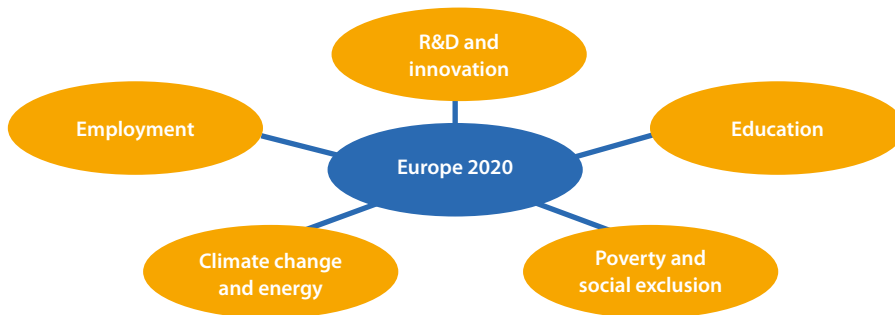 R&D and
innovation
Employment
Education
Europe 2020
Climate change
and energy
Poverty and
social exclusion